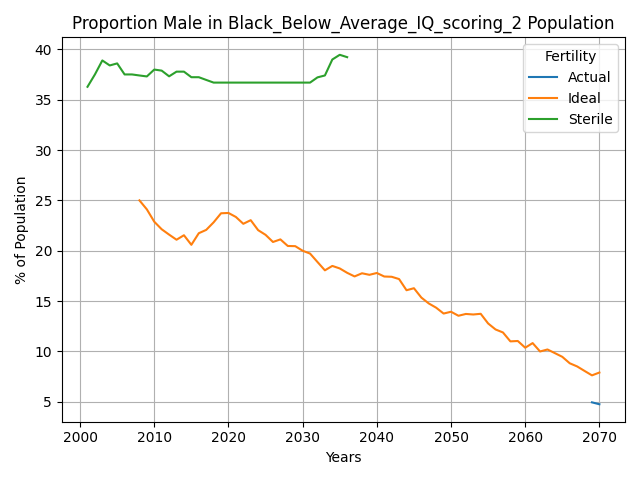 Proportion Male in Black_Below_Average_IQ_scoring_2 Population
% of Population
40
35
30
25
20
15
10
5
Fertility
Actual
Ideal
Sterile
2000 2010 2020 2030 2040 2050 2060 2070
Years